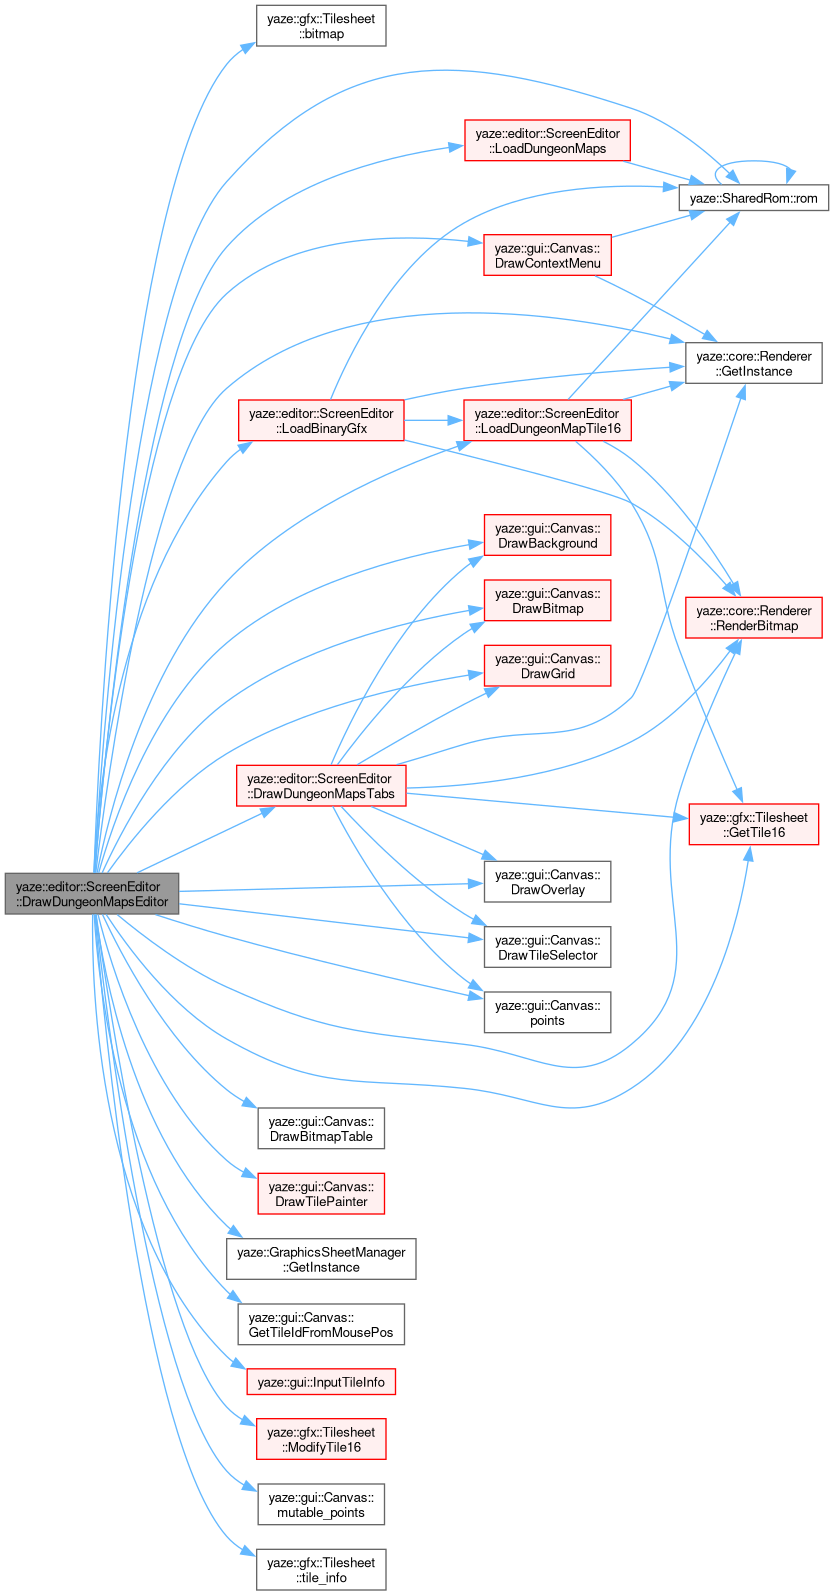 yaze::gfx::Tilesheet
::bitmap
yaze::editor::ScreenEditor
::LoadDungeonMaps
yaze::SharedRom::rom
yaze::gui::Canvas::
DrawContextMenu
yaze::core::Renderer
::GetInstance
yaze::editor::ScreenEditor
::LoadBinaryGfx
yaze::editor::ScreenEditor
::LoadDungeonMapTile16
yaze::gui::Canvas::
DrawBackground
yaze::gui::Canvas::
DrawBitmap
yaze::core::Renderer
::RenderBitmap
yaze::gui::Canvas::
DrawGrid
yaze::editor::ScreenEditor
::DrawDungeonMapsTabs
yaze::gfx::Tilesheet
::GetTile16
yaze::editor::ScreenEditor
::DrawDungeonMapsEditor
yaze::gui::Canvas::
DrawOverlay
yaze::gui::Canvas::
DrawTileSelector
yaze::gui::Canvas::
points
yaze::gui::Canvas::
DrawBitmapTable
yaze::gui::Canvas::
DrawTilePainter
yaze::GraphicsSheetManager
::GetInstance
yaze::gui::Canvas::
GetTileIdFromMousePos
yaze::gui::InputTileInfo
yaze::gfx::Tilesheet
::ModifyTile16
yaze::gui::Canvas::
mutable_points
yaze::gfx::Tilesheet
::tile_info